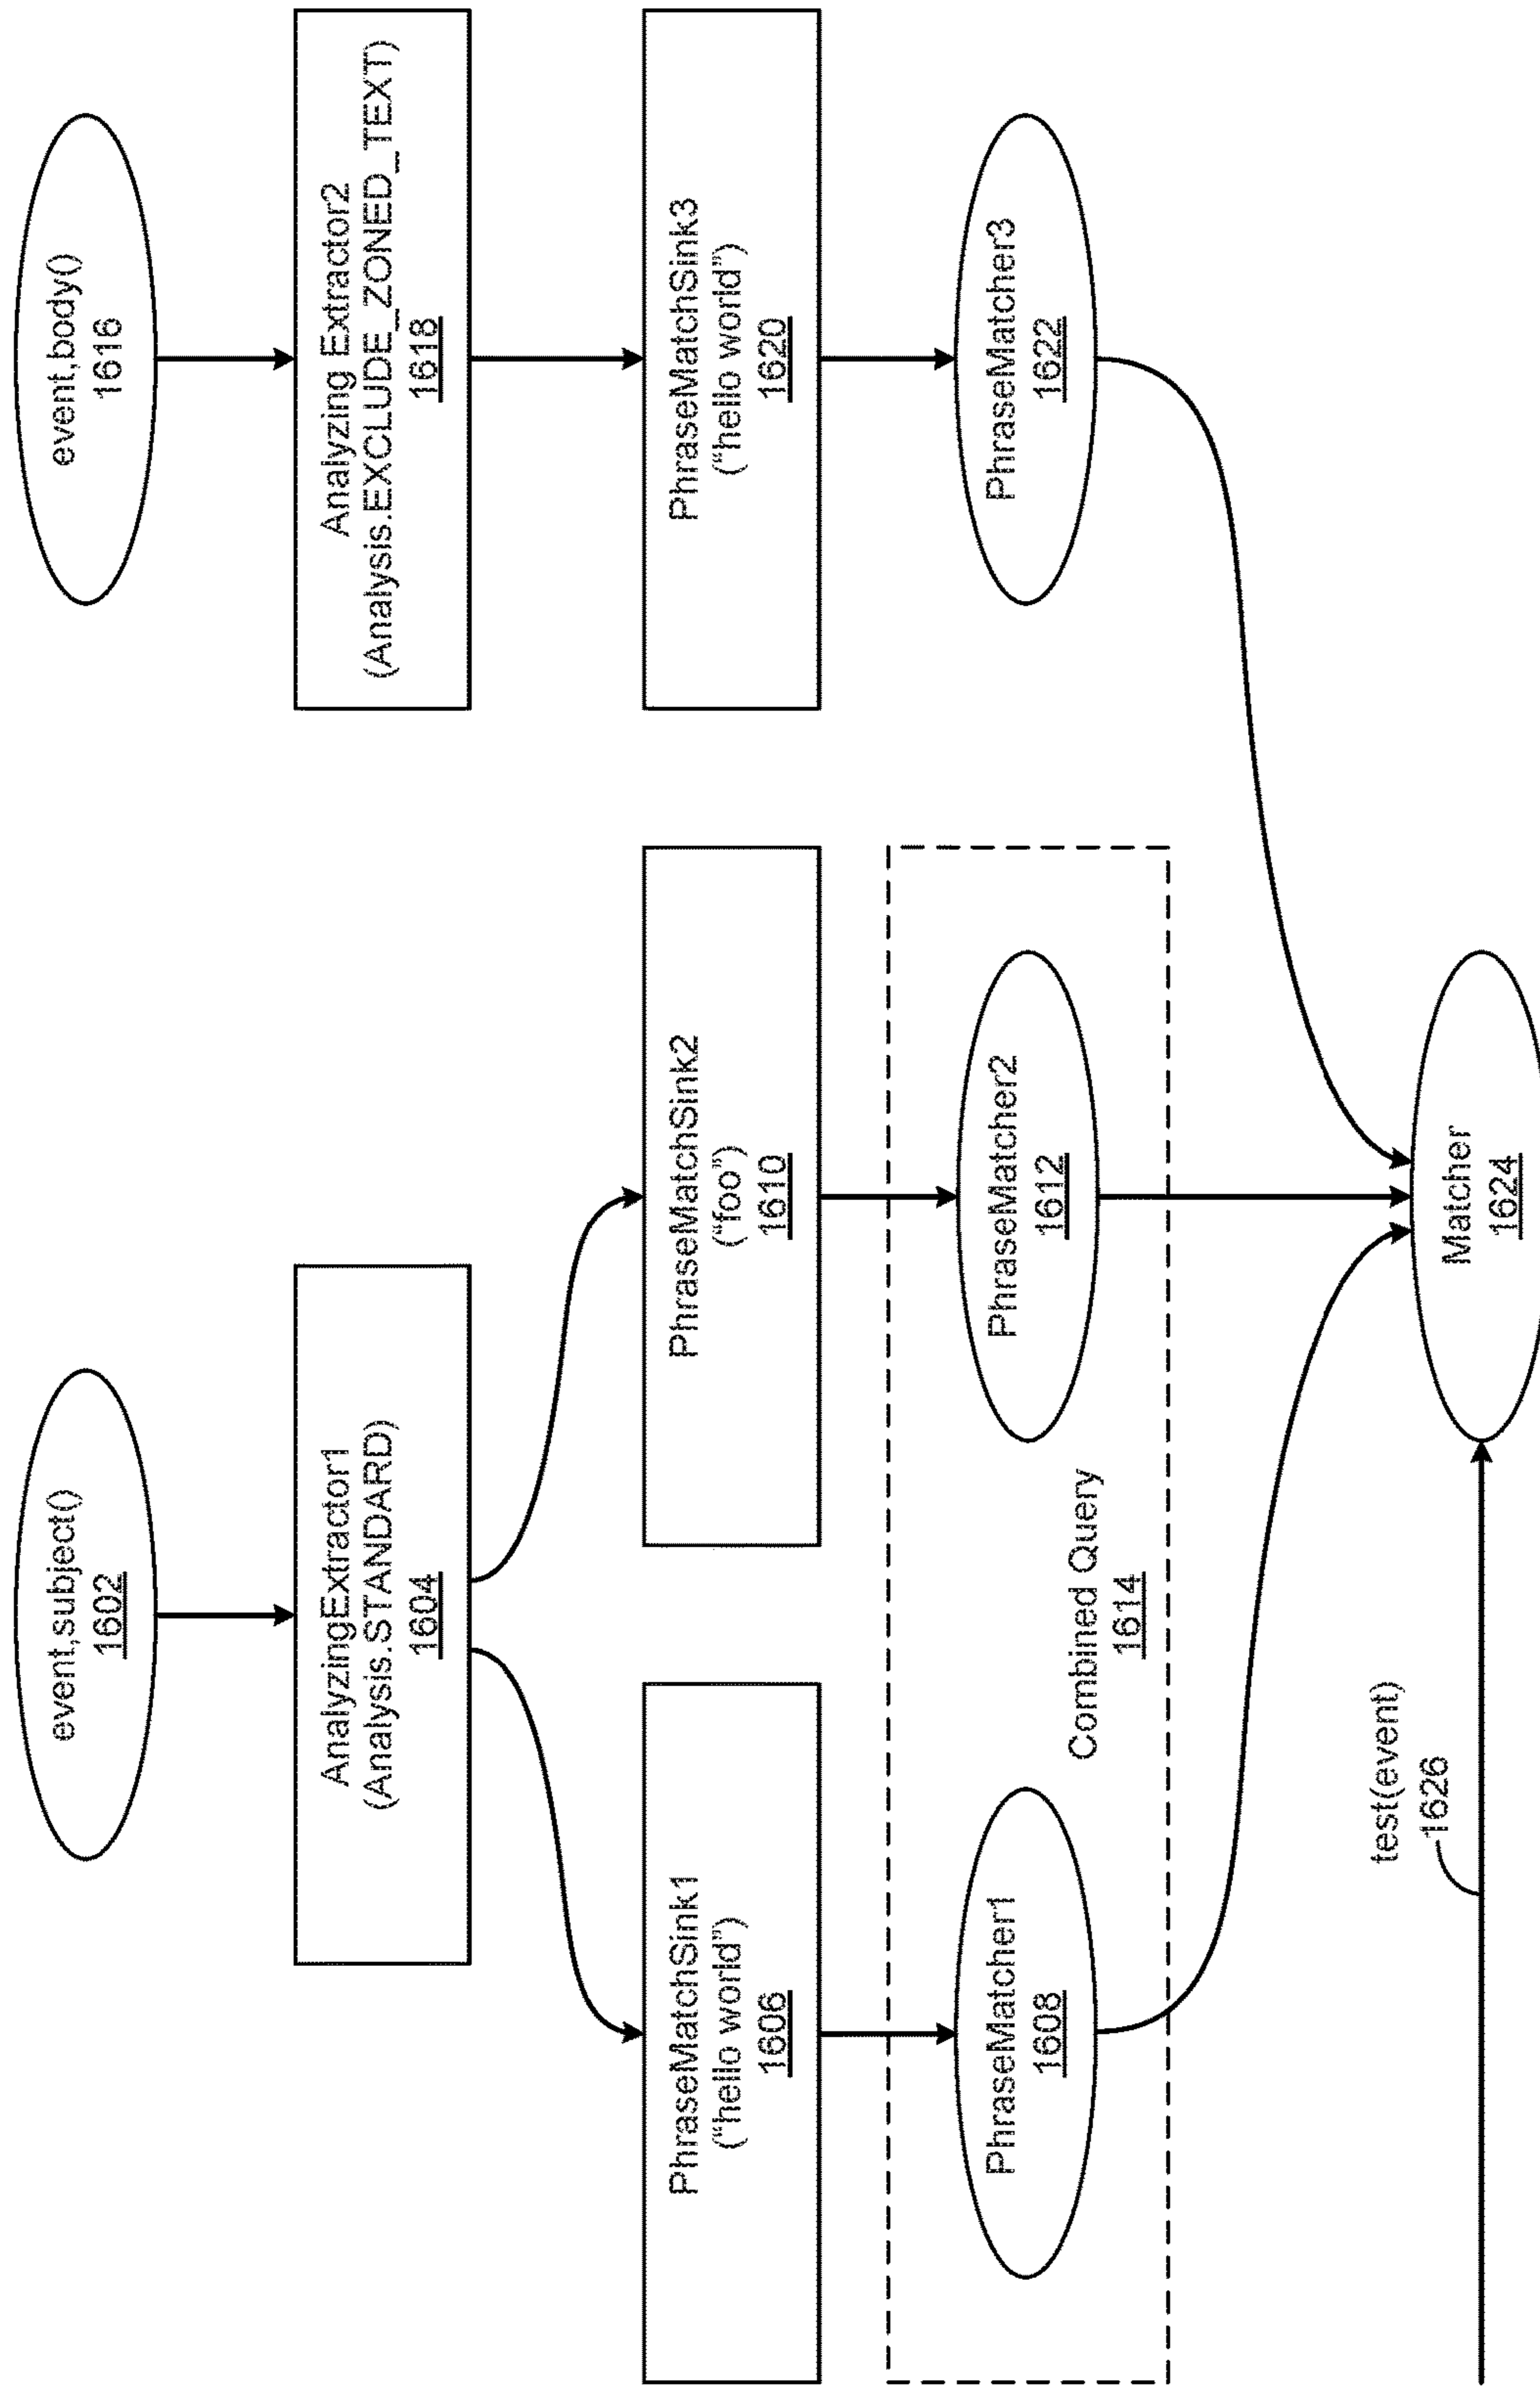 event,subject()
1602
event,body()
1616
AnalyzingExtractor1
(Analysis.STANDARD)
1604
Analyzing Extractor2
(Analysis.EXCLUDE_ZONED_TEXT)
1618
PhraseMatchSink1
("hello world")
1606
PhraseMatchSink2
("foo")
1610
PhraseMatchSink3
("hello world")
1620
PhraseMatcher1
1608
PhraseMatcher2
1612
PhraseMatcher3
1622
Combined Query
1614
test(event)
1626
Matcher
1624